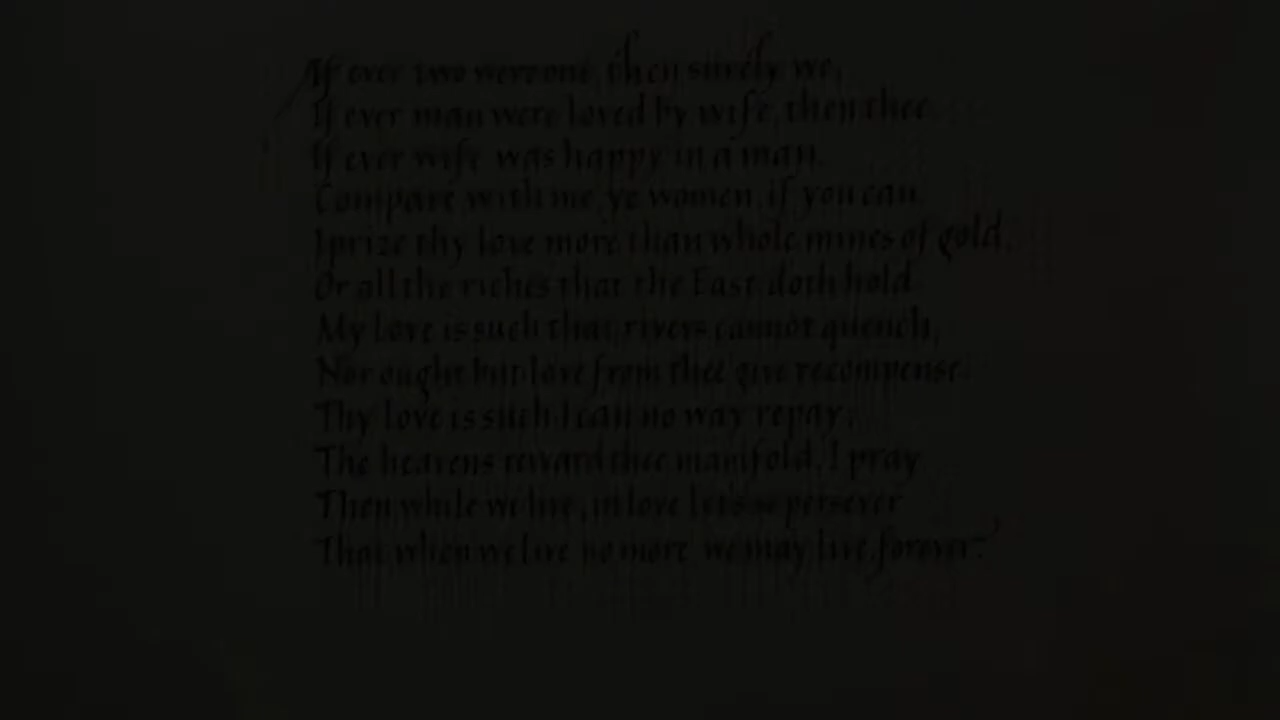 If ever two were one, then surely we,
If ever man were loved by wife, then thee
If ever wife was happy in a man
Compare with me, ye women, if you can
I prize thy love more than whole mines of gold,
Or all the riches that the East doth hold
My Love is such that rivers cannot quench,
Nor ought but love from thee give recompense.
Thy love is such I can no way repay,
The heavens reward thee manifold, I pray
Then while we live, in love let's so persever
That when we live no more we may live forever."